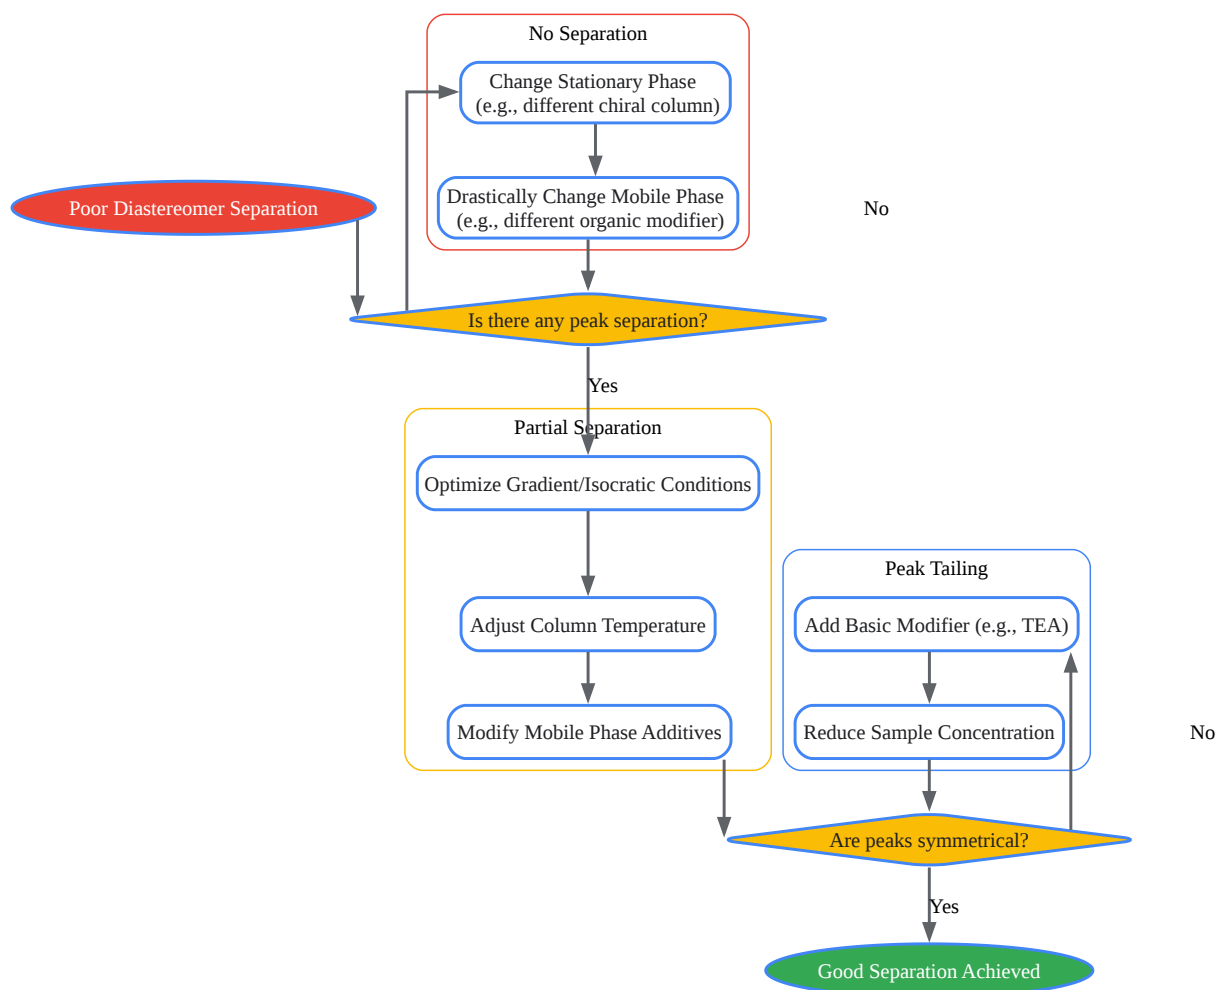 No Separation
Change Stationary Phase
(e.g., different chiral column)
Drastically Change Mobile Phase
(e.g., different organic modifier)
Poor Diastereomer Separation
No
Is there any peak separation?
Yes
Partial Separation
Optimize Gradient/Isocratic Conditions
Adjust Column Temperature
Modify Mobile Phase Additives
Peak Tailing
Add Basic Modifier (e.g., TEA)
Reduce Sample Concentration
No
Are peaks symmetrical?
Yes
Good Separation Achieved